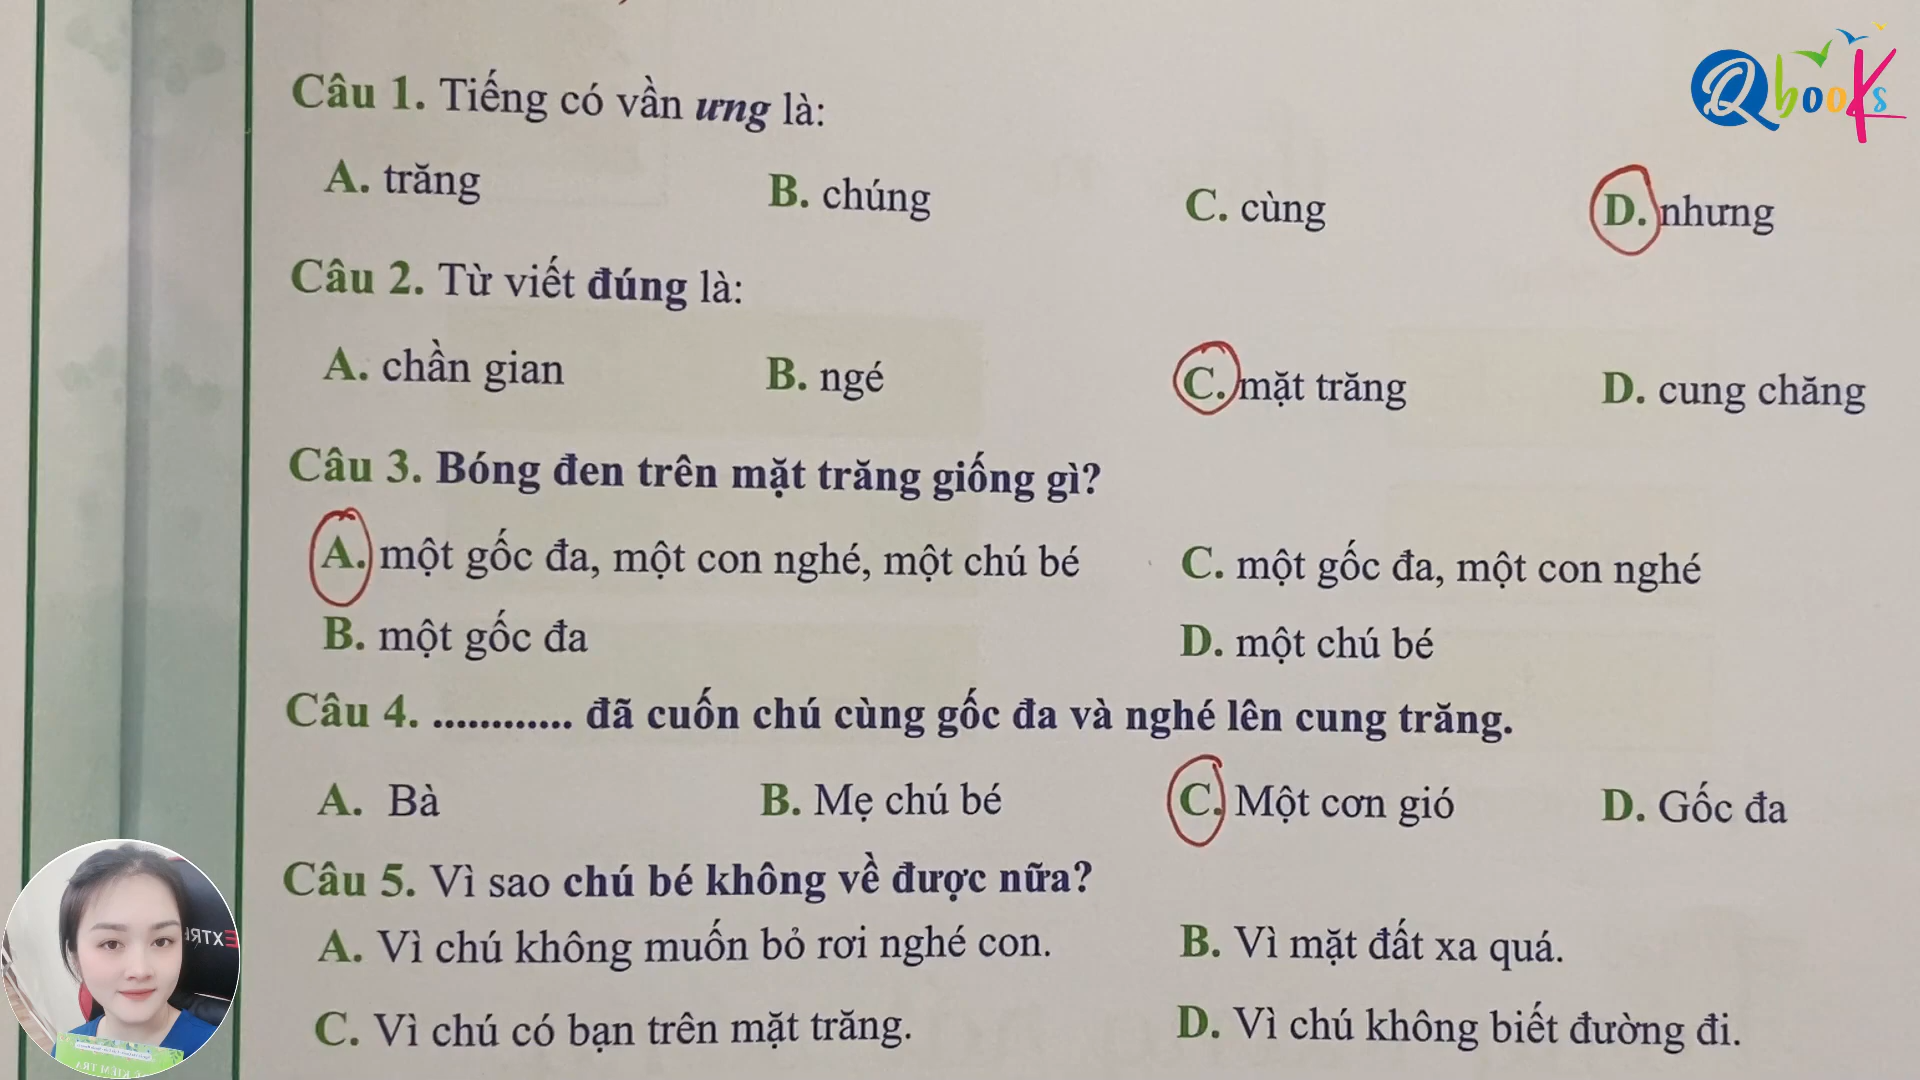 Qbooks
Câu 1. Tiếng có vần ưng là:
A. trăng B. chúng C. cùng D. nhưng
Câu 2. Từ viết đúng là:
A. chần gian B. ngé C. mặt trăng D. cung chăng
Câu 3. Bóng đen trên mặt trăng giống gì?
A. một gốc đa, một con nghé, một chú bé C. một gốc đa, một con nghé
B. một gốc đa D. một chú bé
Câu 4. ............ đã cuốn chú cùng gốc đa và nghé lên cung trăng.
A. Bà B. Mẹ chú bé C. Một cơn gió D. Gốc đa
Câu 5. Vì sao chú bé không về được nữa?
A. Vì chú không muốn bỏ rơi nghé con. B. Vì mặt đất xa quá.
C. Vì chú có bạn trên mặt trăng. D. Vì chú không biết đường đi.